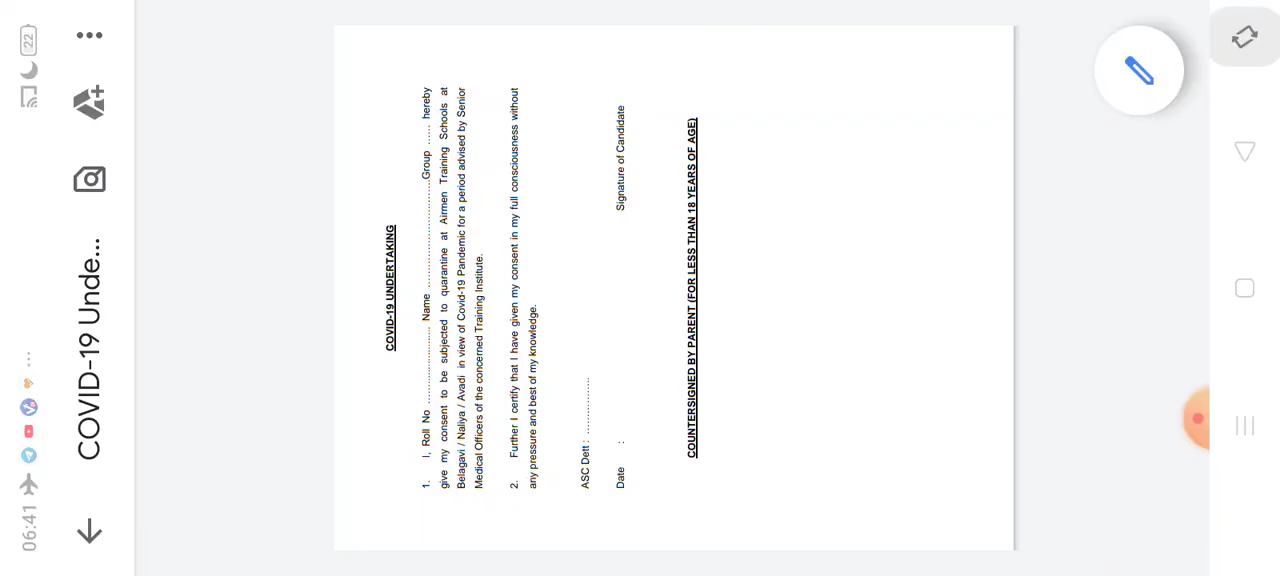 06:41
22
COVID-19 Unde...
COVID-19 UNDERTAKING
1. I, Roll No ........................ Name ................................Group ...... hereby
give my consent to be subjected to quarantine at Airmen Training Schools at
Belagavi / Naliya / Avadi in view of Covid-19 Pandemic for a period advised by Senior
Medical Officers of the concerned Training Institute.
2. Further I certify that I have given my consent in my full consciousness without
any pressure and best of my knowledge.
ASC Dett : .................
Date : Signature of Candidate
COUNTERSIGNED BY PARENT (FOR LESS THAN 18 YEARS OF AGE)